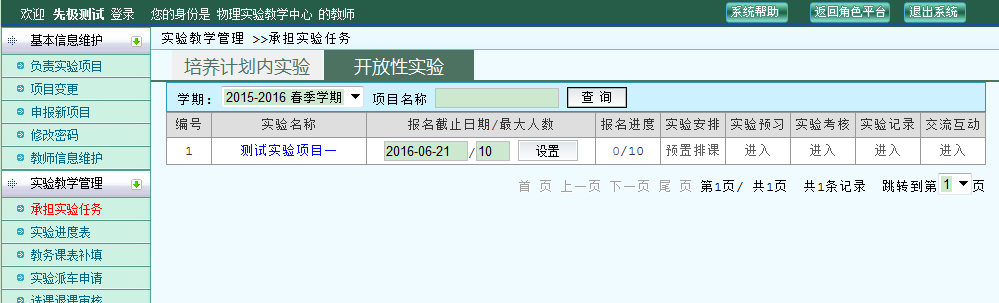 欢迎 先极测试 登录 您的身份是 物理实验教学中心 的教师 系统帮助 返回角色平台 退出系统
基本信息维护
负责实验项目
项目变更
申报新项目
修改密码
教师信息维护
实验教学管理
承担实验任务
实验进度表
教务课表补填
实验派车申请
选课退课审核
实验教学管理 >>承担实验任务
培养计划内实验 开放性实验
学期： 2015-2016 春季学期 项目名称 查 询
编号 实验名称 报名截止日期/最大人数 报名进度 实验安排 实验预习 实验考核 实验记录 交流互动
1 测试实验项目一 2016-06-21/10 设置 0/10 预置排课 进入 进入 进入 进入
首 页 上一页 下一页 尾 页 第1页/ 共1页 共1条记录 跳转到第 1 页